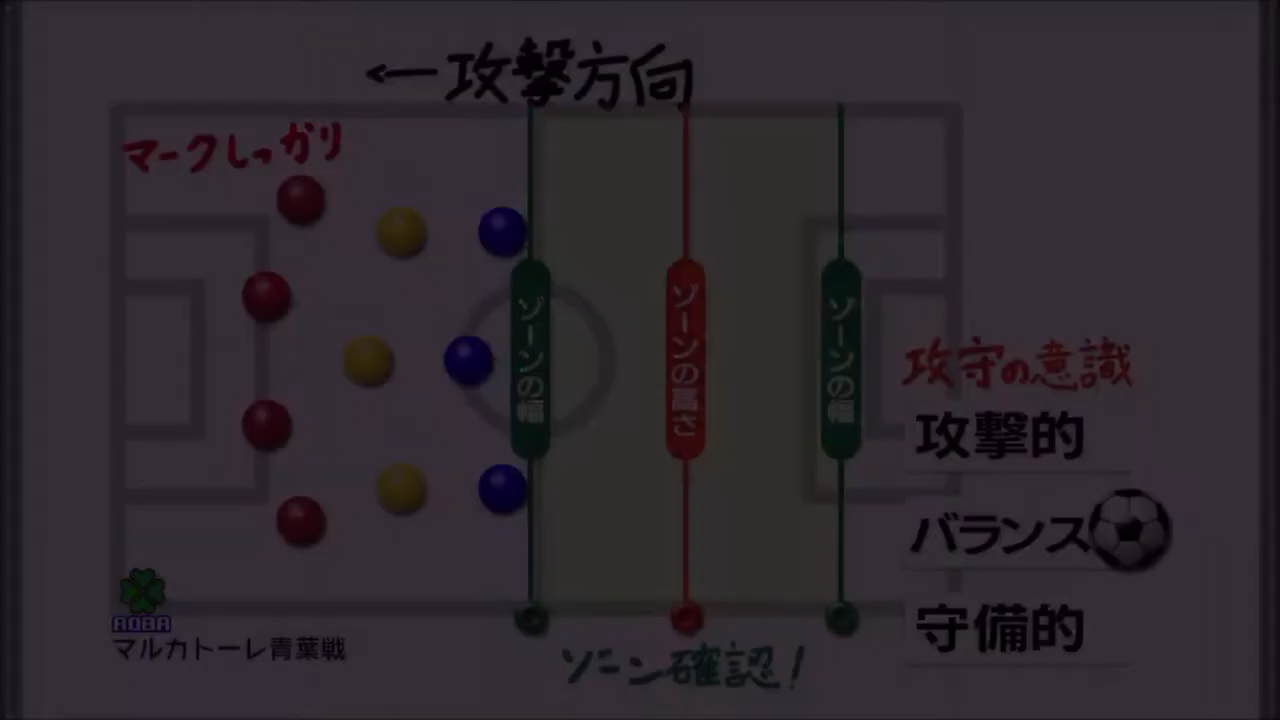 ←攻撃方向
マークしっかり
ゾーンの幅
ゾーンの高さ
ゾーンの幅
攻守の意識
攻撃的
バランス
守備的
AOBA
マルカトーレ青葉戦
ゾーン確認!